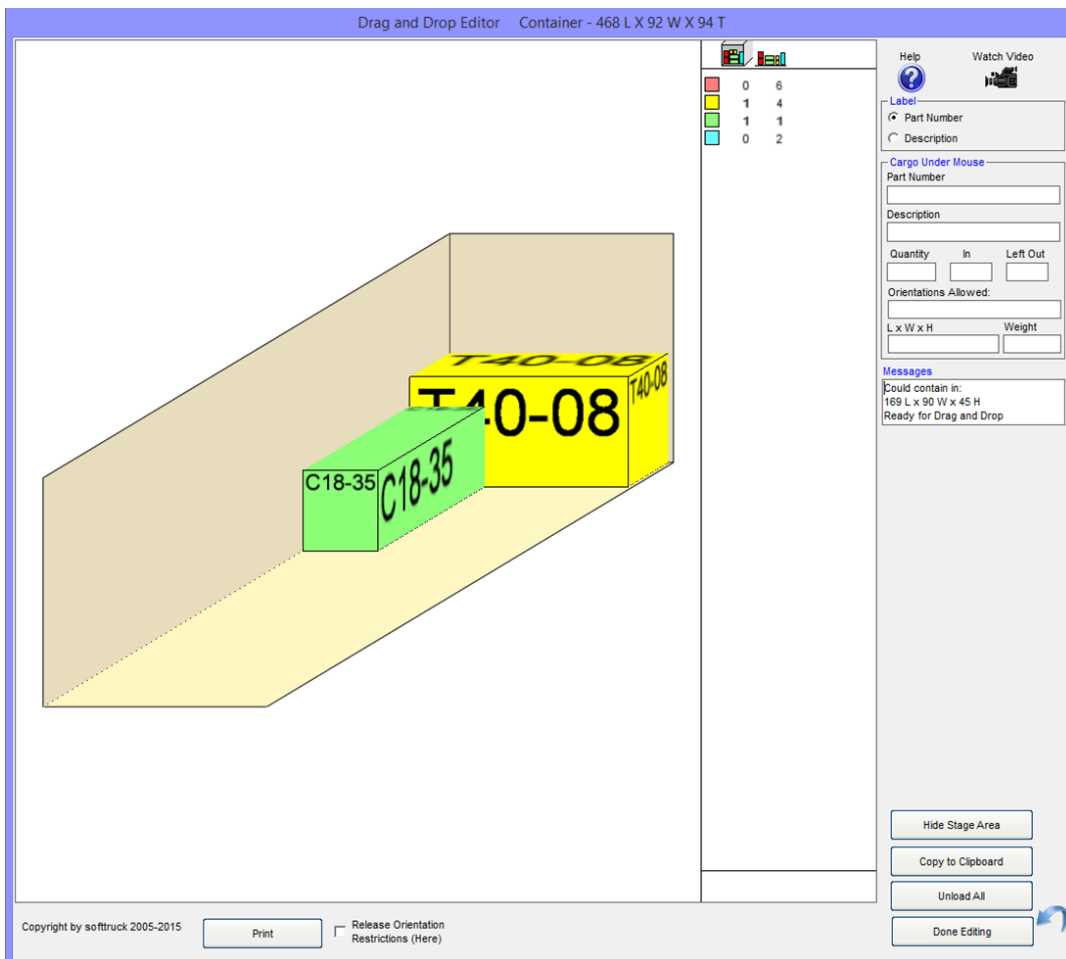 Drag and Drop Editor Container - 468 L X 92 W X 94 T
0 6
1 4
1 1
0 2
Help Watch Video
?
Label
Part Number
Description
Cargo Under Mouse
Part Number
Description
Quantity In Left Out
Orientations Allowed:
L x W x H Weight
Messages
Could contain in:
169 L x 90 W x 45 H
Ready for Drag and Drop
T40-08
T40-08
T40-08
C18-35
C18-35
Hide Stage Area
Copy to Clipboard
Unload All
Done Editing
Copyright by softtruck 2005-2015
Print
Release Orientation
Restrictions (Here)